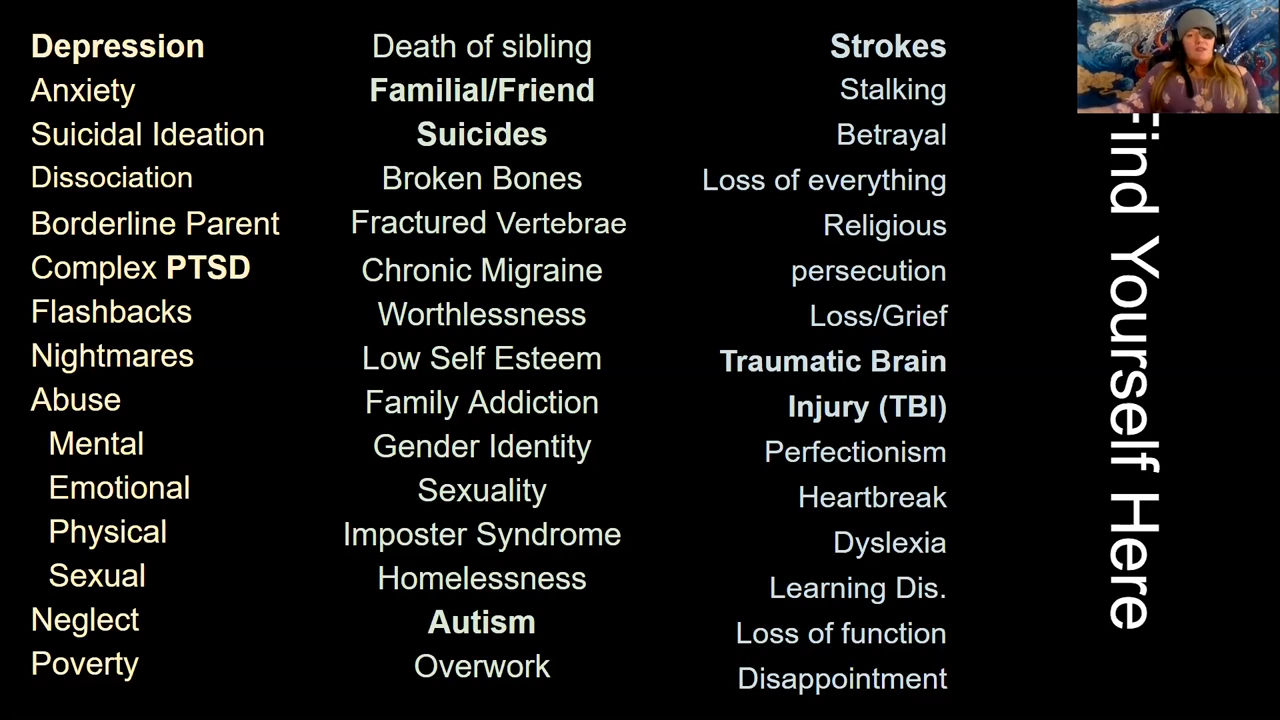 Depression
Anxiety
Suicidal Ideation
Dissociation
Borderline Parent
Complex PTSD
Flashbacks
Nightmares
Abuse
Mental
Emotional
Physical
Sexual
Neglect
Poverty
Death of sibling
Familial/Friend
Suicides
Broken Bones
Fractured Vertebrae
Chronic Migraine
Worthlessness
Low Self Esteem
Family Addiction
Gender Identity
Sexuality
Imposter Syndrome
Homelessness
Autism
Overwork
Strokes
Stalking
Betrayal
Loss of everything
Religious
persecution
Loss/Grief
Traumatic Brain
Injury (TBI)
Perfectionism
Heartbreak
Dyslexia
Learning Dis.
Loss of function
Disappointment
Find Yourself Here